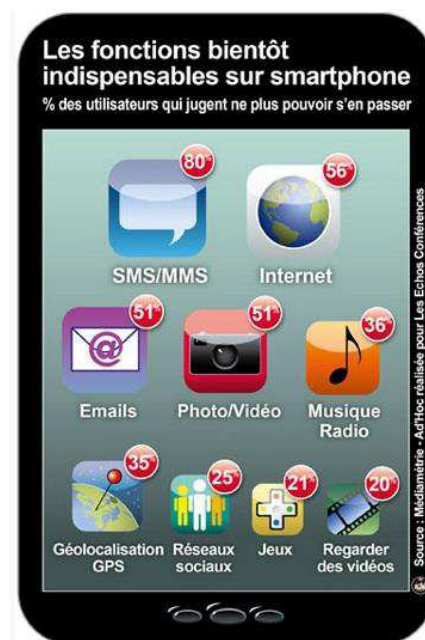 Les fonctions bientôt
indispensables sur smartphone
% des utilisateurs qui jugent ne plus pouvoir s'en passer
80%
56%
SMS/MMS
Internet
51%
51%
36%
Emails
Photo/Vidéo
Musique
Radio
35%
25%
21%
20%
Géolocalisation
GPS
Réseaux
sociaux
Jeux
Regarder
des vidéos
Source : Médiamétrie - Ad'Hoc réalisée pour Les Echos Conférences